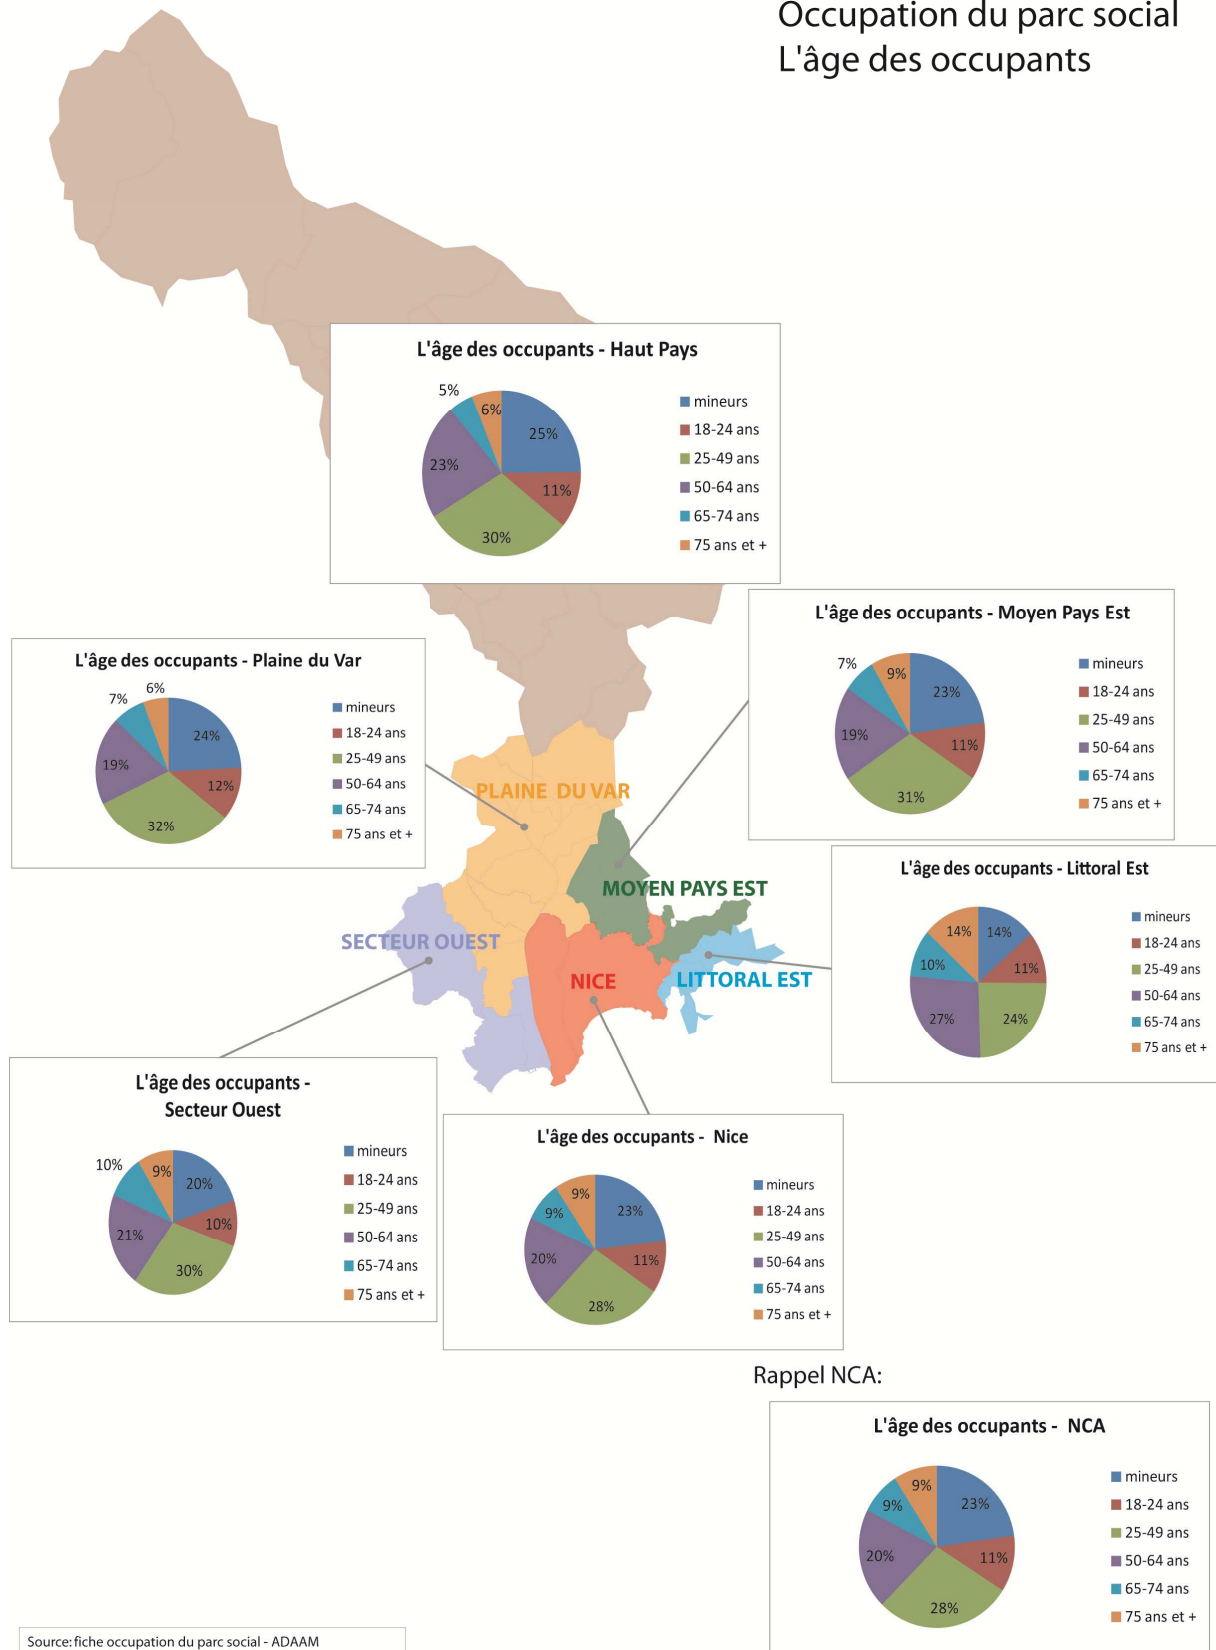 Occupation du parc social
L'âge des occupants
L'âge des occupants - Haut Pays
5%
6%
25%
23%
11%
30%
mineurs
18-24 ans
25-49 ans
50-64 ans
65-74 ans
75 ans et +
L'âge des occupants - Moyen Pays Est
7%
9%
23%
19%
11%
31%
mineurs
18-24 ans
25-49 ans
50-64 ans
65-74 ans
75 ans et +
L'âge des occupants - Plaine du Var
7%
6%
24%
19%
12%
32%
mineurs
18-24 ans
25-49 ans
50-64 ans
65-74 ans
75 ans et +
PLAINE DU VAR
MOYEN PAYS EST
SECTEUR OUEST
NICE
LITTORAL EST
L'âge des occupants - Littoral Est
14%
14%
10%
11%
27%
24%
mineurs
18-24 ans
25-49 ans
50-64 ans
65-74 ans
75 ans et +
L'âge des occupants -
Secteur Ouest
10%
9%
20%
21%
10%
30%
mineurs
18-24 ans
25-49 ans
50-64 ans
65-74 ans
75 ans et +
L'âge des occupants - Nice
9%
9%
23%
20%
11%
28%
mineurs
18-24 ans
25-49 ans
50-64 ans
65-74 ans
75 ans et +
Rappel NCA:
L'âge des occupants - NCA
9%
9%
23%
20%
11%
28%
mineurs
18-24 ans
25-49 ans
50-64 ans
65-74 ans
75 ans et +
Source: fiche occupation du parc social - ADAAM